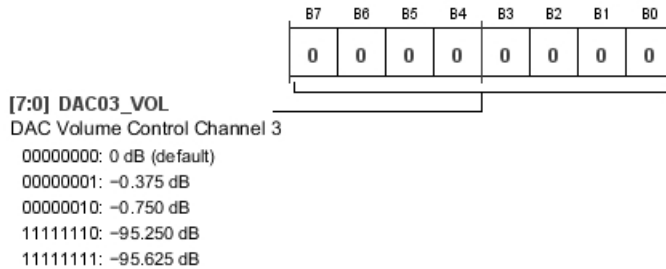 B7 B6 B5 B4 B3 B2 B1 B0
0 0 0 0 0 0 0 0
[7:0] DAC03_VOL
DAC Volume Control Channel 3
00000000: 0 dB (default)
00000001: −0.375 dB
00000010: −0.750 dB
11111110: −95.250 dB
11111111: −95.625 dB